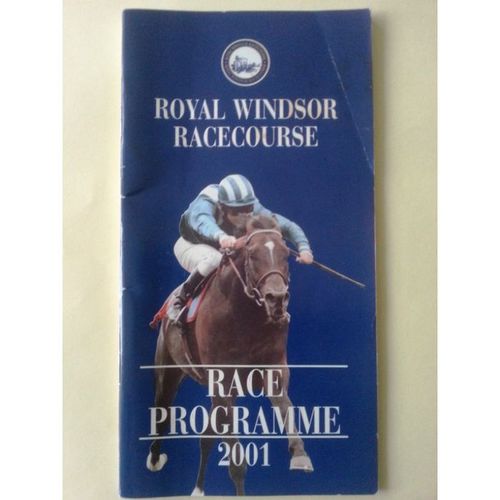 ROYAL WINDSOR
RACECOURSE
RACE
PROGRAMME
2001